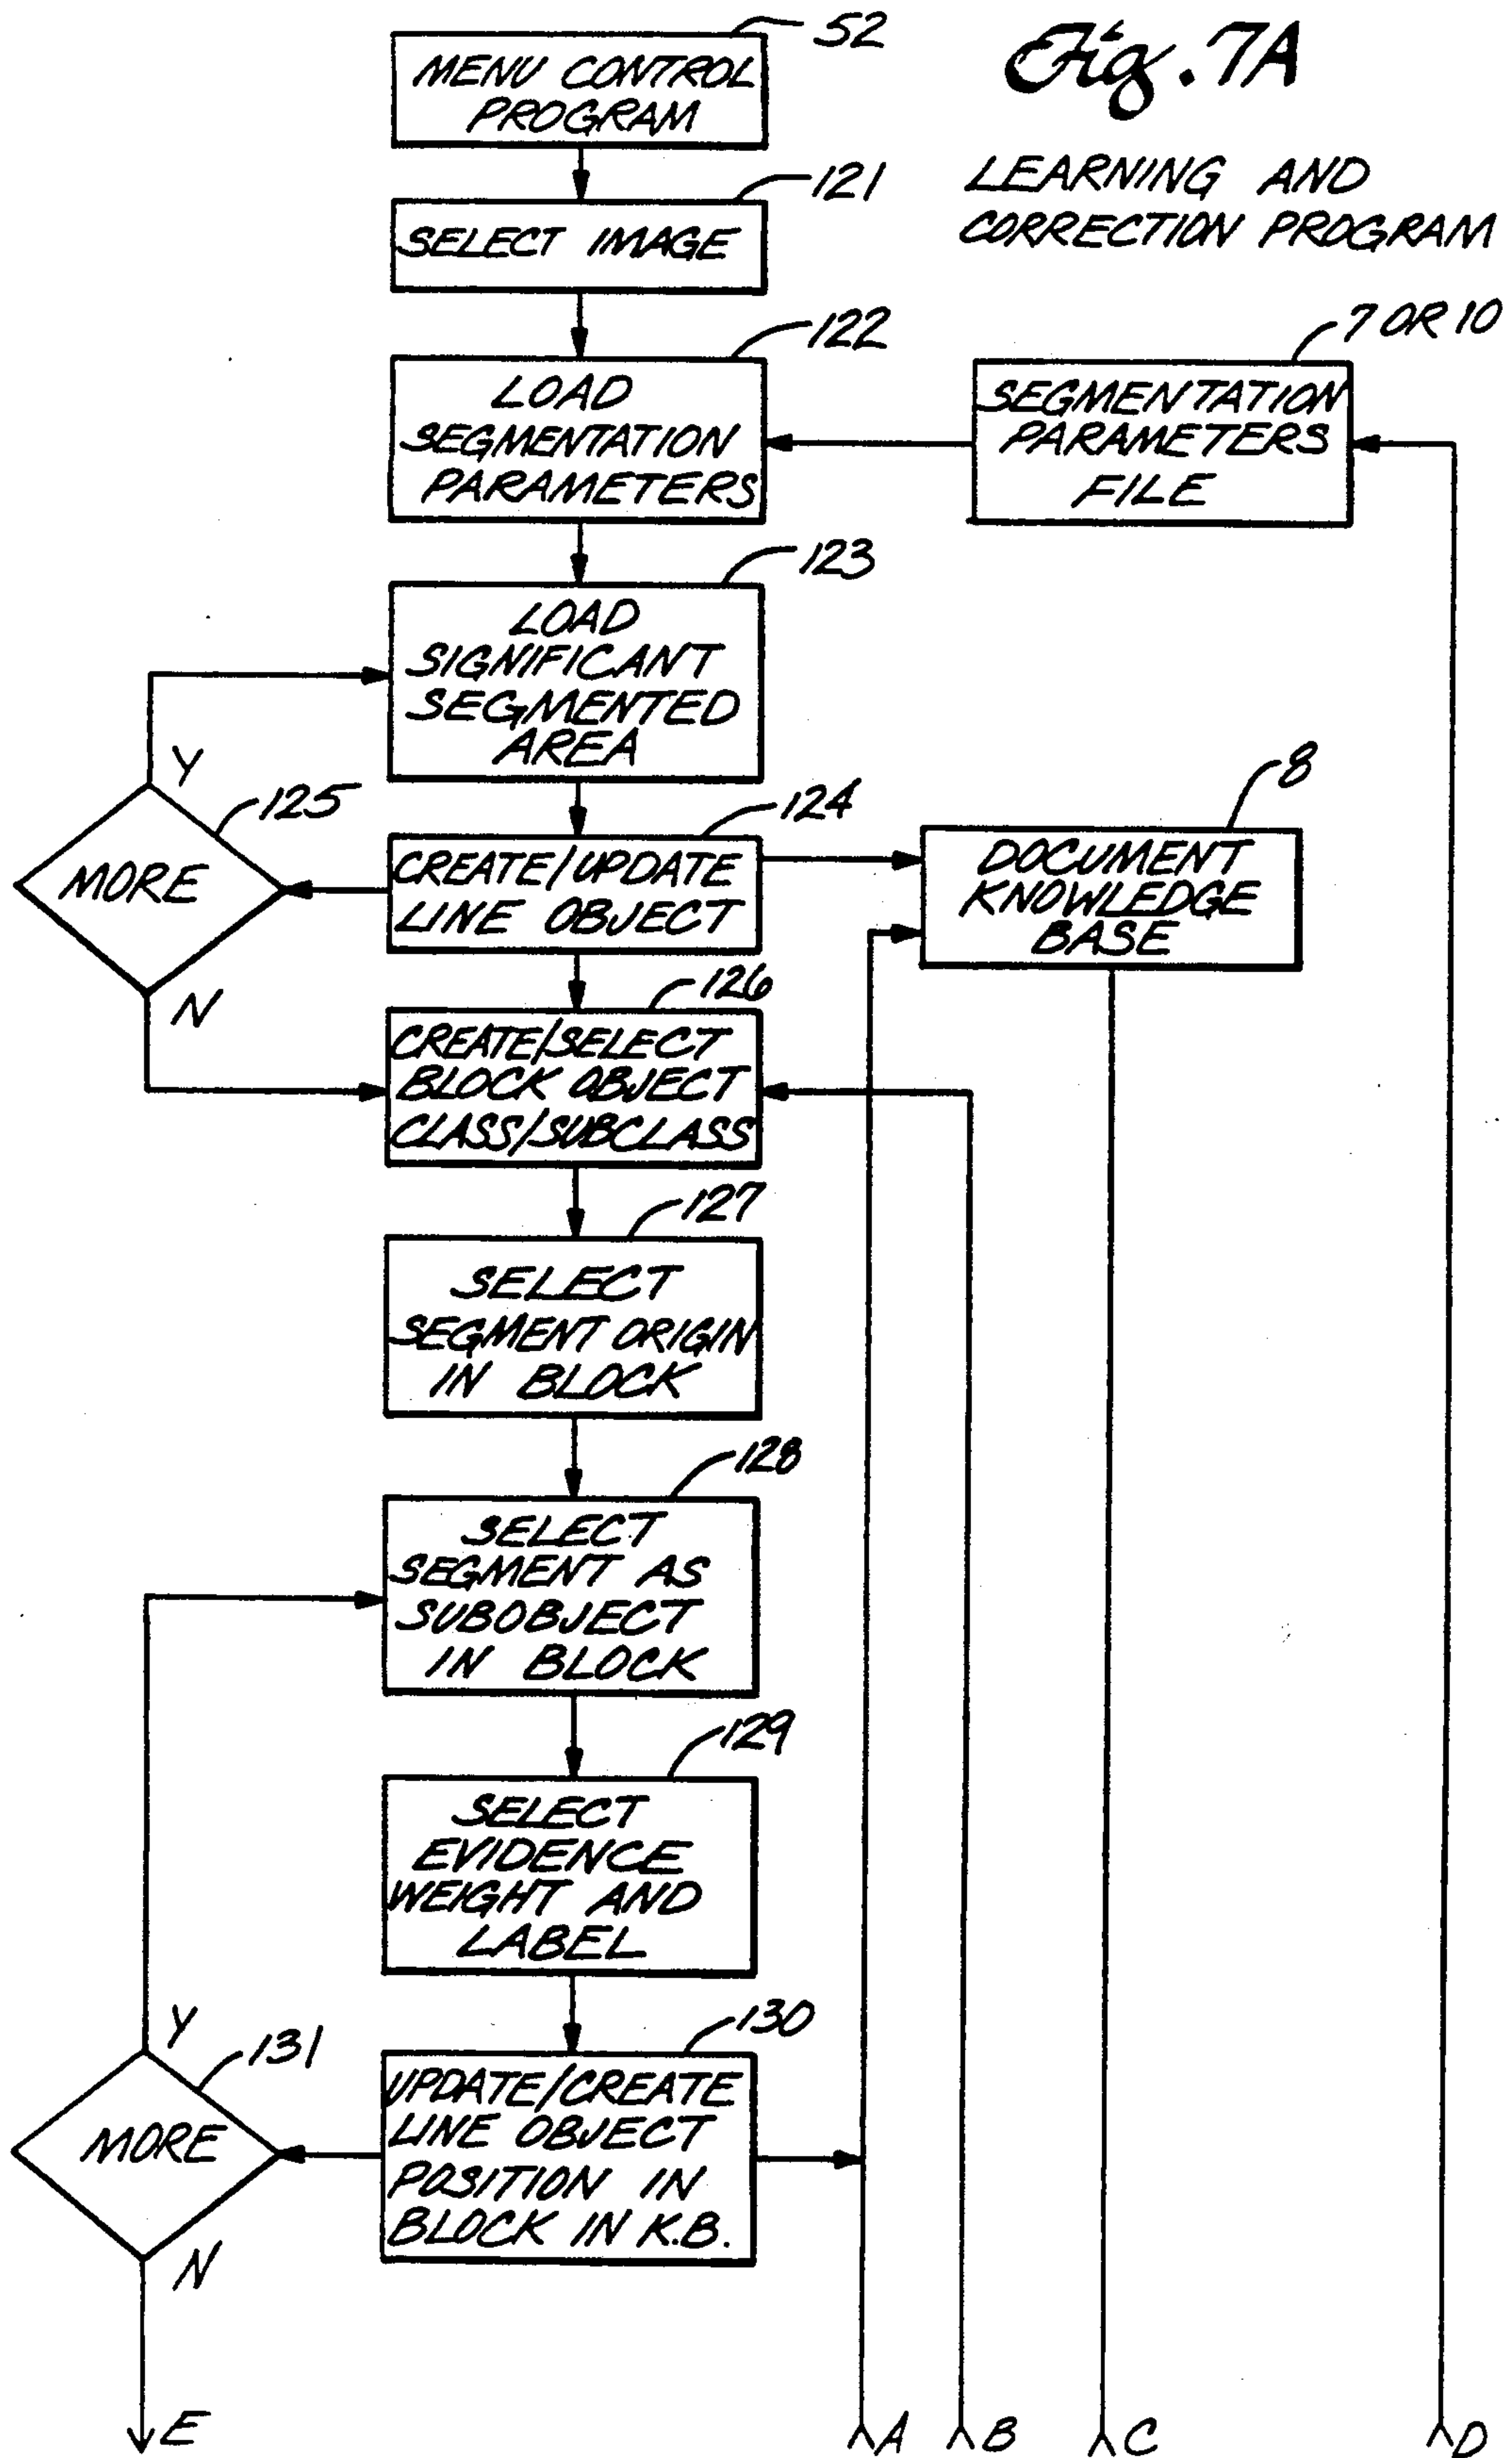 52
Fig. 7A
MENU CONTROL
PROGRAM
LEARNING AND
CORRECTION PROGRAM
121
SELECT IMAGE
122
LOAD
SEGMENTATION
PARAMETERS
7 OR 10
SEGMENTATION
PARAMETERS
FILE
123
LOAD
SIGNIFICANT
SEGMENTED
AREA
Y
125
MORE
N
124
CREATE/UPDATE
LINE OBJECT
8
DOCUMENT
KNOWLEDGE
BASE
126
CREATE/SELECT
BLOCK OBJECT
CLASS/SUBCLASS
127
SELECT
SEGMENT ORIGIN
IN BLOCK
128
SELECT
SEGMENT AS
SUBOBJECT
IN BLOCK
129
SELECT
EVIDENCE
WEIGHT AND
LABEL
Y
131
MORE
N
130
UPDATE/CREATE
LINE OBJECT
POSITION IN
BLOCK IN K.B.
E
A
B
C
D